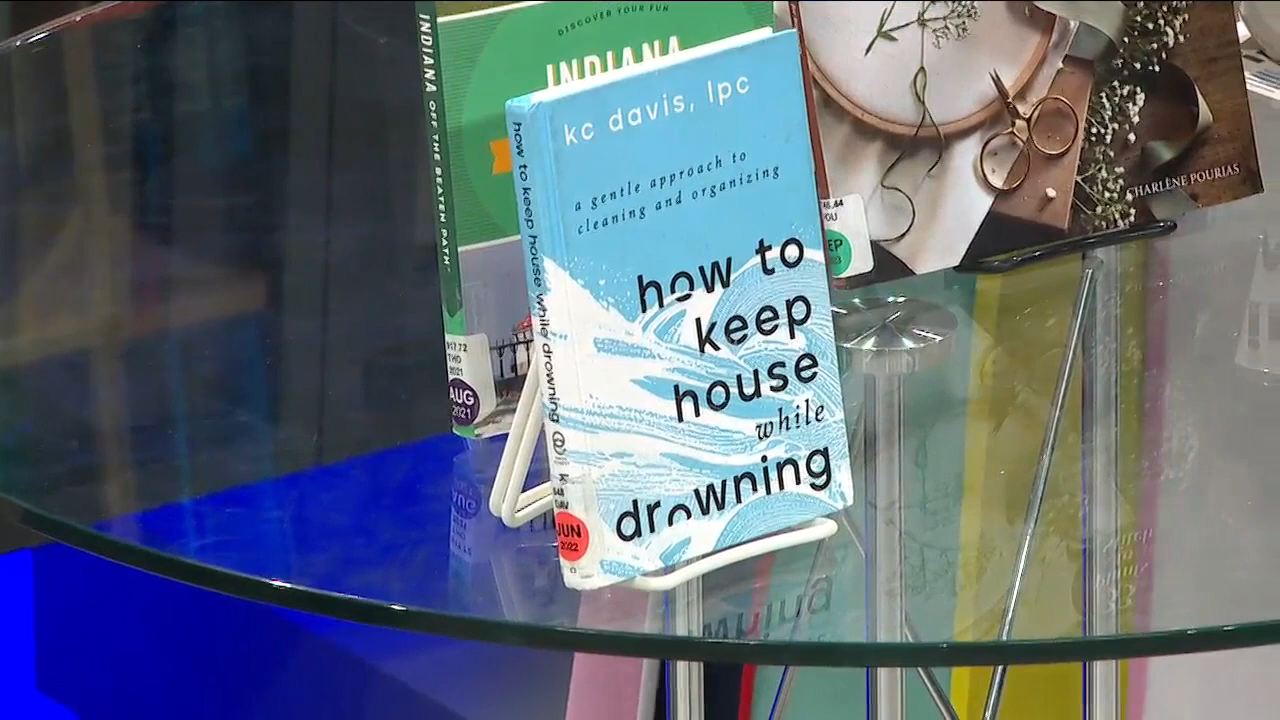 DISCOVER YOUR FUN
INDIANA
INDIANA OFF THE BEATEN PATH
917.72
THO
2021
AUG
2021
kc davis, lpc
a gentle approach to
cleaning and organizing
how to
keep
house
while
drowning
how to keep house while drowning
JUN
2022
CHARLÈNE POURIAS